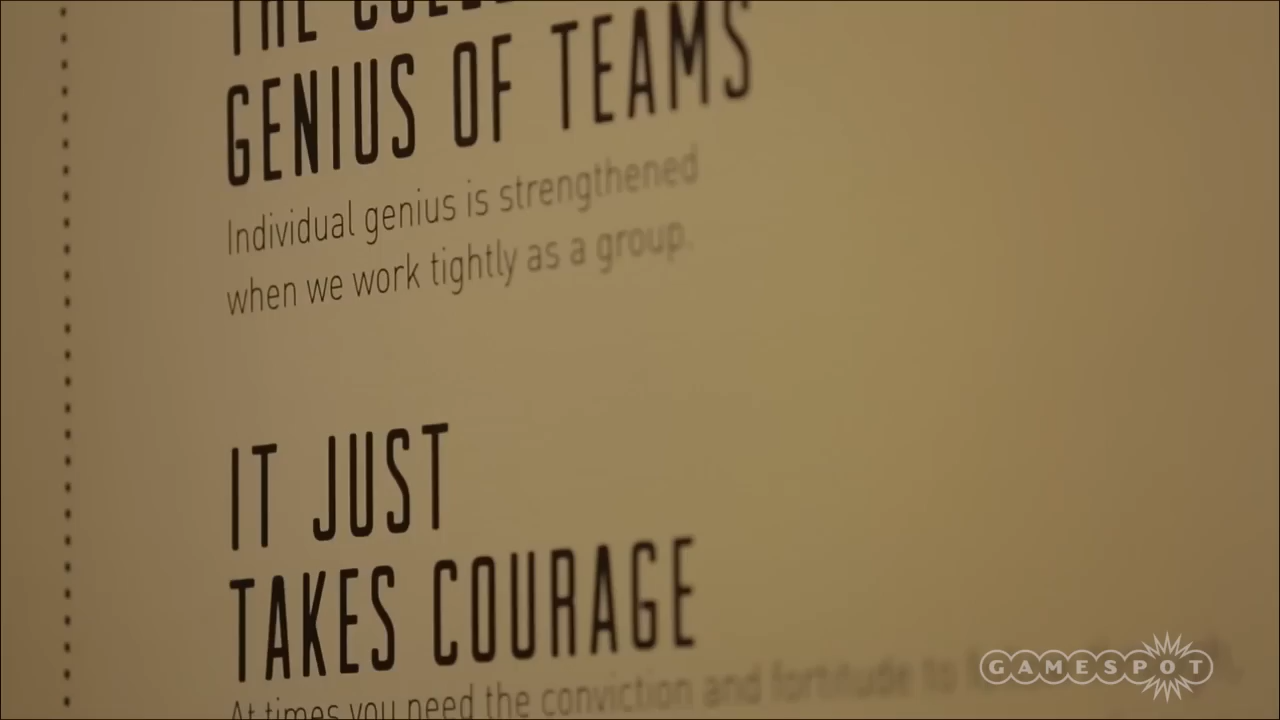 THE
GENIUS OF TEAMS
Individual genius is strengthened
when we work tightly as a group.
IT JUST
TAKES COURAGE
At times you need the conviction and fortitude to
GAMESPOT